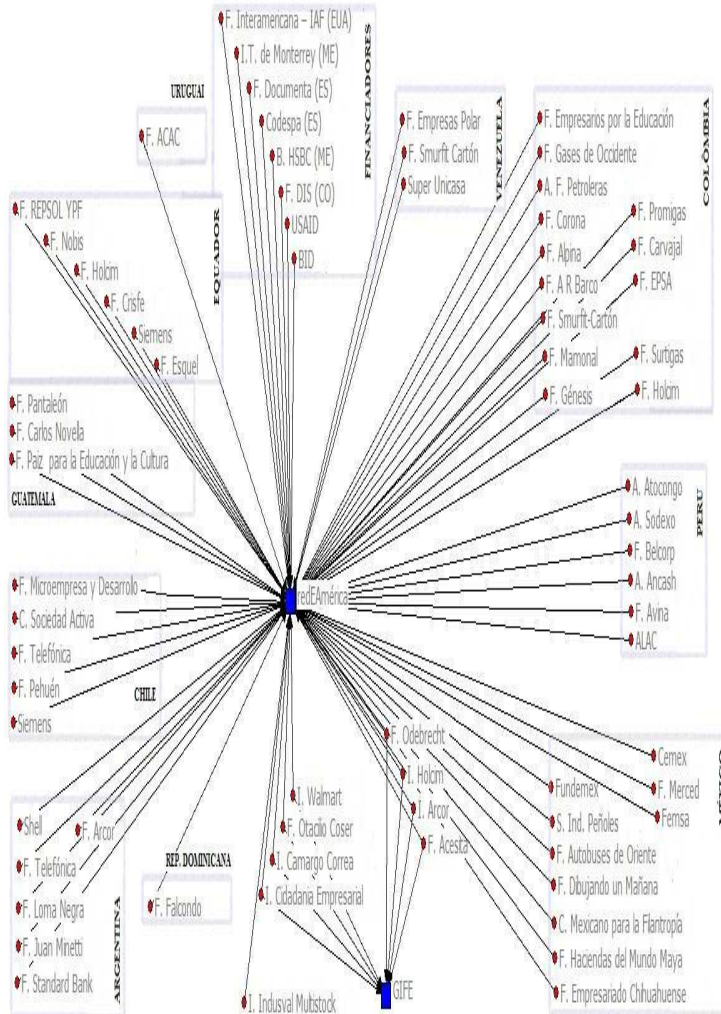 F. Interamericana – IAF (EUA)
I.T. de Monterrey (ME)
F. Documenta (ES)
Codespa (ES)
B. HSBC (ME)
F. DIS (CO)
USAID
BID
FINANCIADORES
URUGUAI
F. ACAC
F. Empresas Polar
F. Smurfit Cartón
Super Unicasa
VENEZUELA
F. Empresarios por la Educación
F. Gases de Occidente
A. F. Petroleras
F. Corona
F. Alpina
F. A R Barco
F. Smurfit-Cartón
F. Mamonal
F. Génesis
F. Promigas
F. Carvajal
F. EPSA
F. Surtigas
F. Holcim
COLÔMBIA
F. REPSOL YPF
F. Nobis
F. Holcim
F. Crisfe
Siemens
F. Esquel
EQUADOR
F. Pantaleón
F. Carlos Novella
F. Paiz para la Educación y la Cultura
GUATEMALA
A. Atocongo
A. Sodexo
F. Belcorp
A. Ancash
F. Avina
ALAC
PERU
redEAmérica
F. Microempresa y Desarrollo
C. Sociedad Activa
F. Telefónica
F. Pehuén
Siemens
CHILE
Shell
F. Arcor
F. Telefónica
F. Loma Negra
F. Juan Minetti
F. Standard Bank
ARGENTINA
REP. DOMINICANA
F. Falcondo
I. Walmart
F. Otacílio Coser
I. Camargo Correa
I. Cidadania Empresarial
I. Indusval Multistock
F. Odebrecht
I. Holcim
I. Arcor
F. Acesita
GIFE
Cemex
F. Merced
Femsa
Fundemex
S. Ind. Peñoles
F. Autobuses de Oriente
F. Dibujando un Mañana
C. Mexicano para la Filantropía
F. Haciendas del Mundo Maya
F. Empresariado Chihuahuense